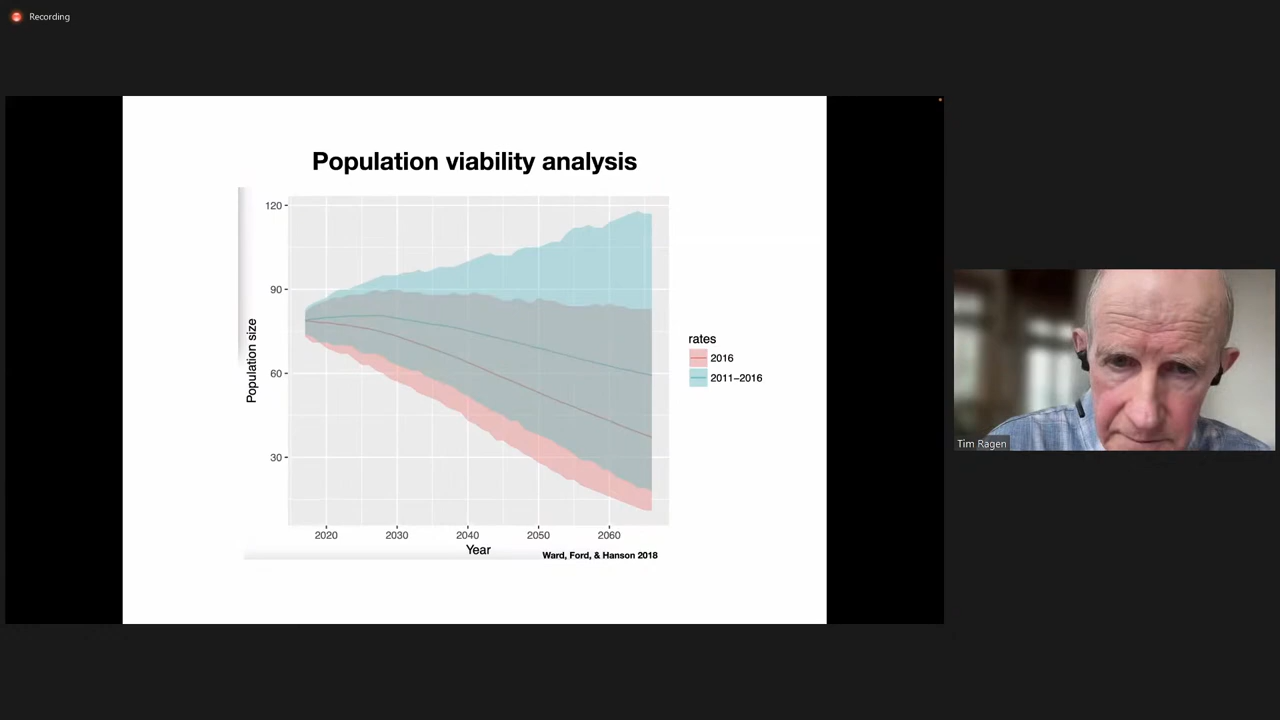 Recording
Population viability analysis
120
90
60
30
Population size
2020 2030 2040 2050 2060
Year
Ward, Ford, & Hanson 2018
rates
2016
2011–2016
Tim Ragen